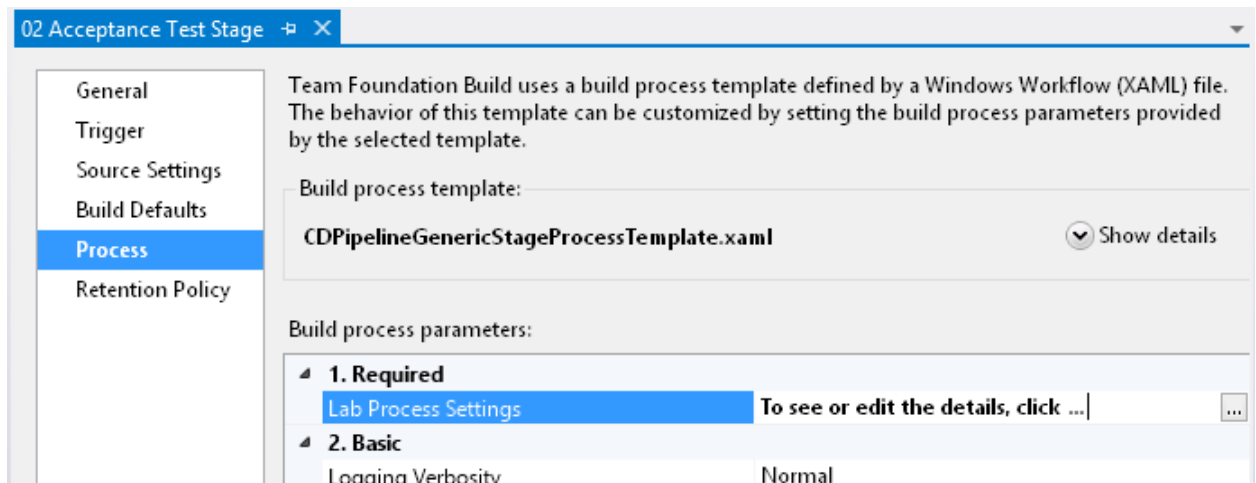 02 Acceptance Test Stage
General
Trigger
Source Settings
Build Defaults
Process
Retention Policy
Team Foundation Build uses a build process template defined by a Windows Workflow (XAML) file.
The behavior of this template can be customized by setting the build process parameters provided
by the selected template.
Build process template:
CDPipelineGenericStageProcessTemplate.xaml
Show details
Build process parameters:
1. Required
Lab Process Settings To see or edit the details, click ... ...
2. Basic
Logging Verbosity Normal